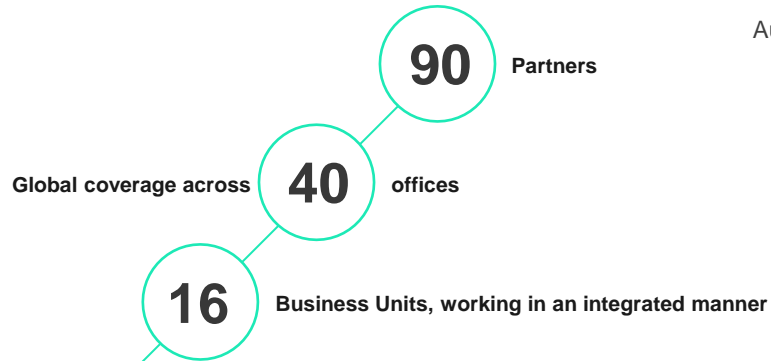 90 Partners
Global coverage across 40 offices
16 Business Units, working in an integrated manner